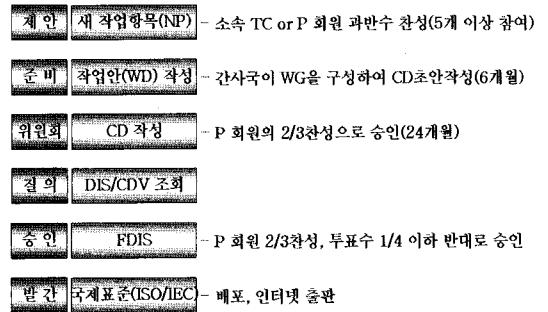 제 안 새 작업항목(NP) - 소속 TC or P 회원 과반수 찬성(5개 이상 참여)
준 비 작업안(WD) 작성 - 간사국이 WG을 구성하여 CD초안작성(6개월)
위원회 CD 작성 - P 회원의 2/3찬성으로 승인(24개월)
질 의 DIS/CDV 조회
승 인 FDIS - P 회원 2/3찬성, 투표수 1/4 이하 반대로 승인
발 간 국제표준(ISO/IEC) - 배포, 인터넷 출판